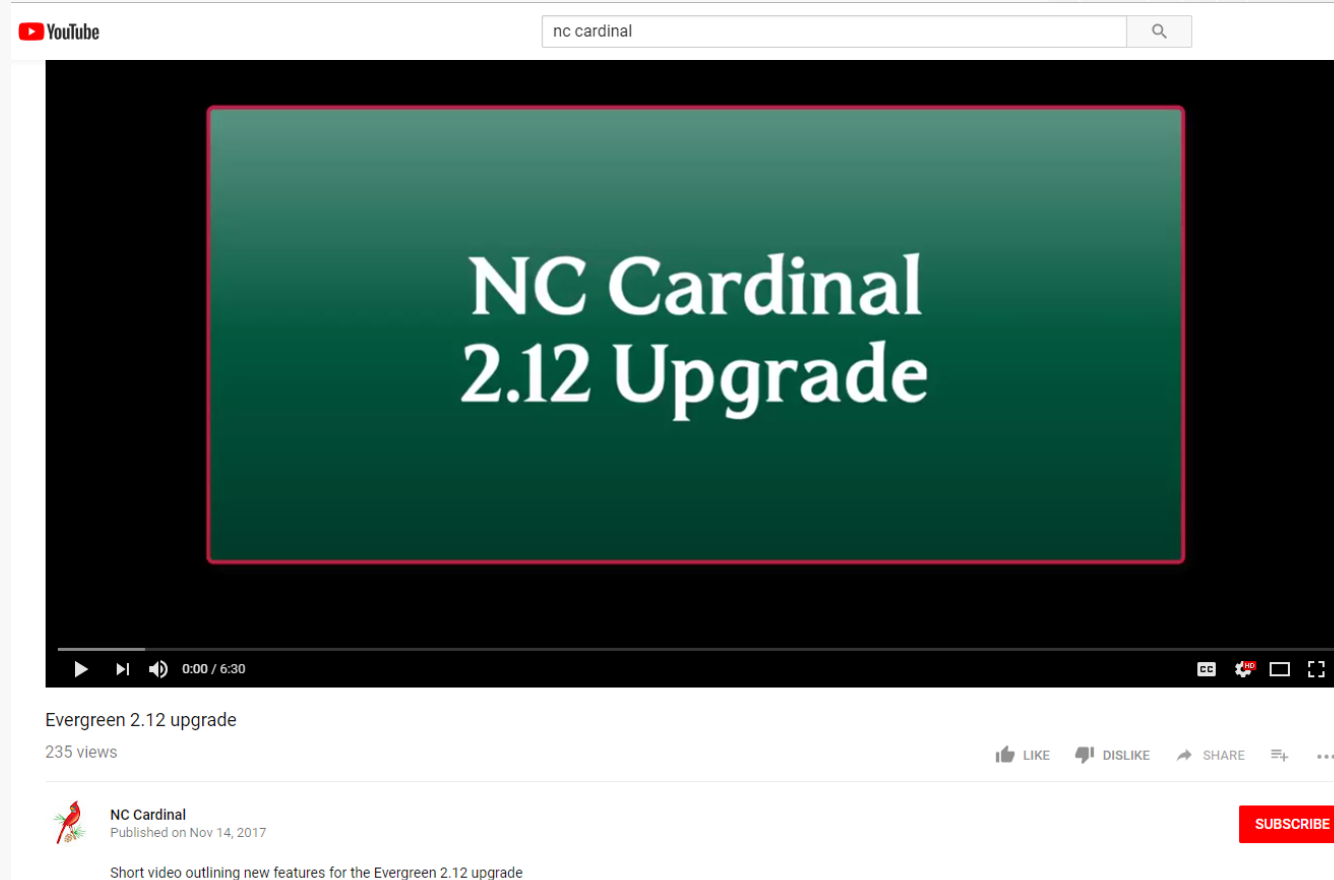 YouTube
nc cardinal
NC Cardinal
2.12 Upgrade
0:00 / 6:30
CC
HD
Evergreen 2.12 upgrade
235 views
LIKE DISLIKE SHARE
NC Cardinal
Published on Nov 14, 2017
SUBSCRIBE
Short video outlining new features for the Evergreen 2.12 upgrade